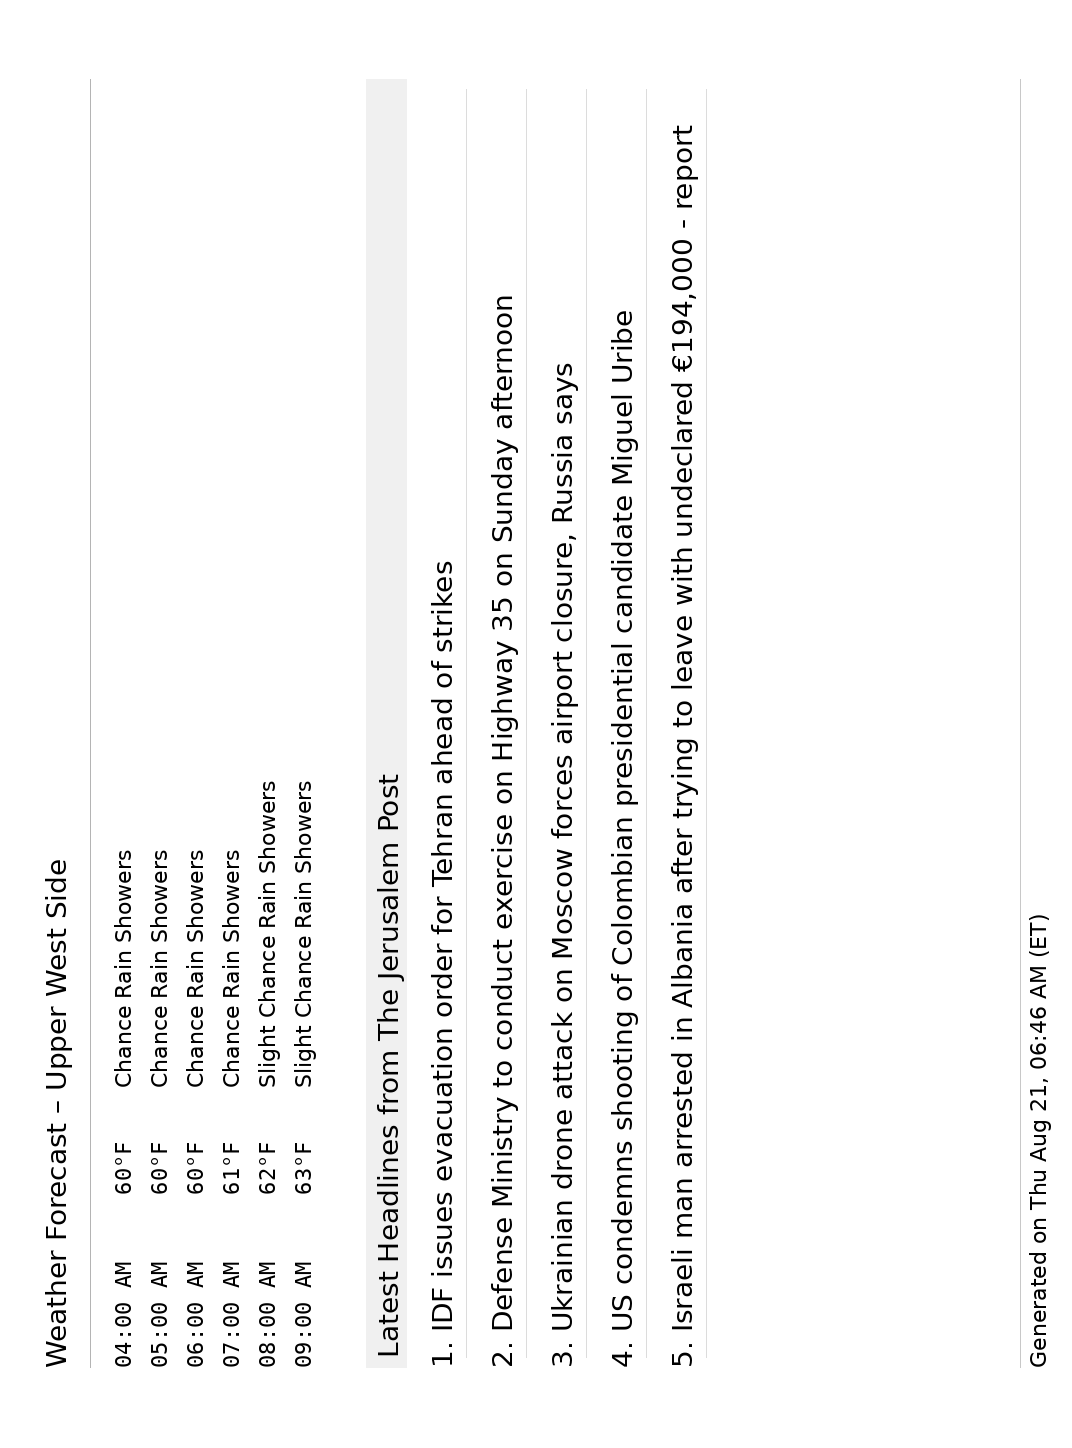 Weather Forecast – Upper West Side
04:00 AM 60°F Chance Rain Showers
05:00 AM 60°F Chance Rain Showers
06:00 AM 60°F Chance Rain Showers
07:00 AM 61°F Chance Rain Showers
08:00 AM 62°F Slight Chance Rain Showers
09:00 AM 63°F Slight Chance Rain Showers
Latest Headlines from The Jerusalem Post
1. IDF issues evacuation order for Tehran ahead of strikes
2. Defense Ministry to conduct exercise on Highway 35 on Sunday afternoon
3. Ukrainian drone attack on Moscow forces airport closure, Russia says
4. US condemns shooting of Colombian presidential candidate Miguel Uribe
5. Israeli man arrested in Albania after trying to leave with undeclared €194,000 - report
Generated on Thu Aug 21, 06:46 AM (ET)